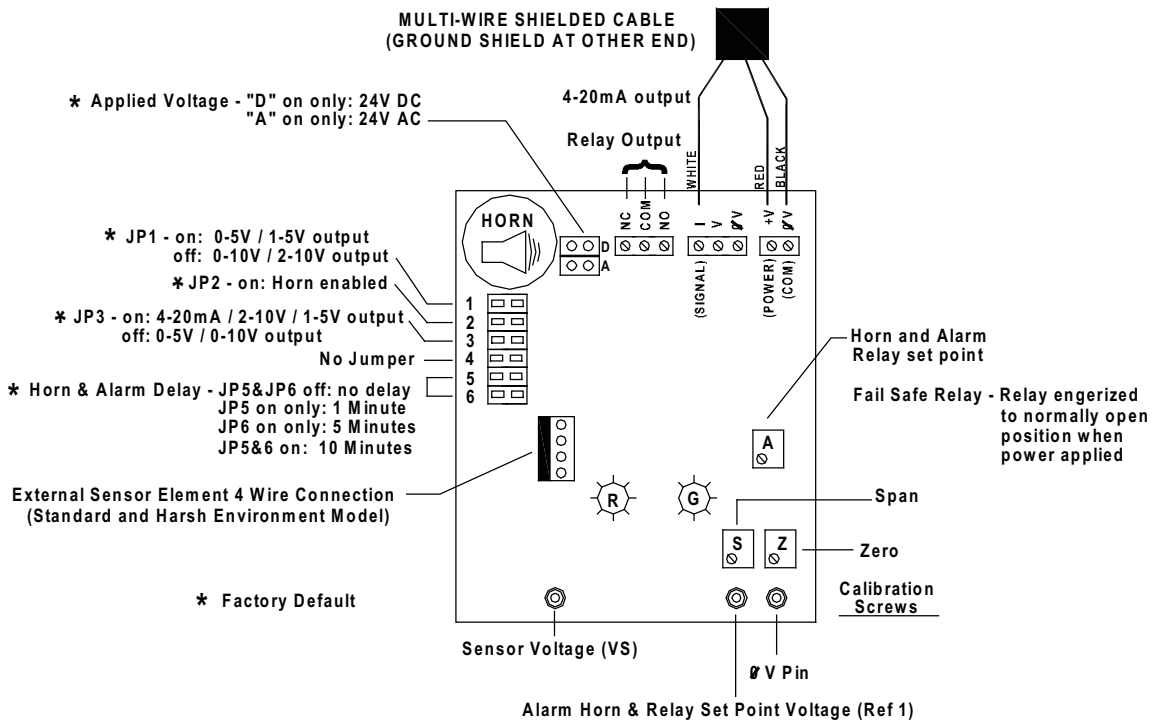 MULTI-WIRE SHIELDED CABLE
(GROUND SHIELD AT OTHER END)
* Applied Voltage - "D" on only: 24V DC
"A" on only: 24V AC
4-20mA output
Relay Output
WHITE
RED
BLACK
HORN
NC
COM
NO
I
V
0V
+V
0V
D
A
(SIGNAL)
(POWER)
(COM)
* JP1 - on: 0-5V / 1-5V output
off: 0-10V / 2-10V output
* JP2 - on: Horn enabled
* JP3 - on: 4-20mA / 2-10V / 1-5V output
off: 0-5V / 0-10V output
No Jumper
* Horn & Alarm Delay - JP5&JP6 off: no delay
JP5 on only: 1 Minute
JP6 on only: 5 Minutes
JP5&6 on: 10 Minutes
1
2
3
4
5
6
Horn and Alarm
Relay set point
Fail Safe Relay - Relay engerized
to normally open
position when
power applied
A
External Sensor Element 4 Wire Connection
(Standard and Harsh Environment Model)
R
G
Span
S
Z
Zero
* Factory Default
Calibration
Screws
Sensor Voltage (VS)
0 V Pin
Alarm Horn & Relay Set Point Voltage (Ref 1)